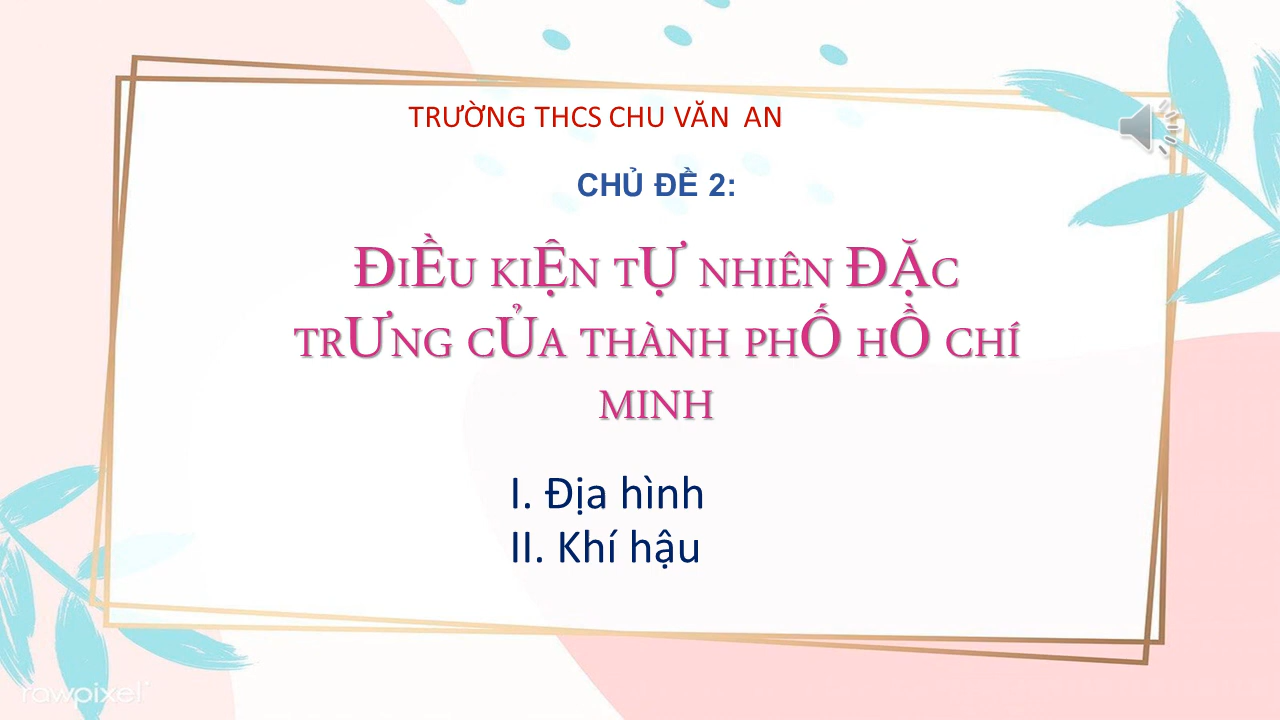 TRƯỜNG THCS CHU VĂN AN
CHỦ ĐỀ 2:
ĐIỀU KIỆN TỰ NHIÊN ĐẶC
TRƯNG CỦA THÀNH PHỐ HỒ CHÍ
MINH
I. Địa hình
II. Khí hậu
rawpixel